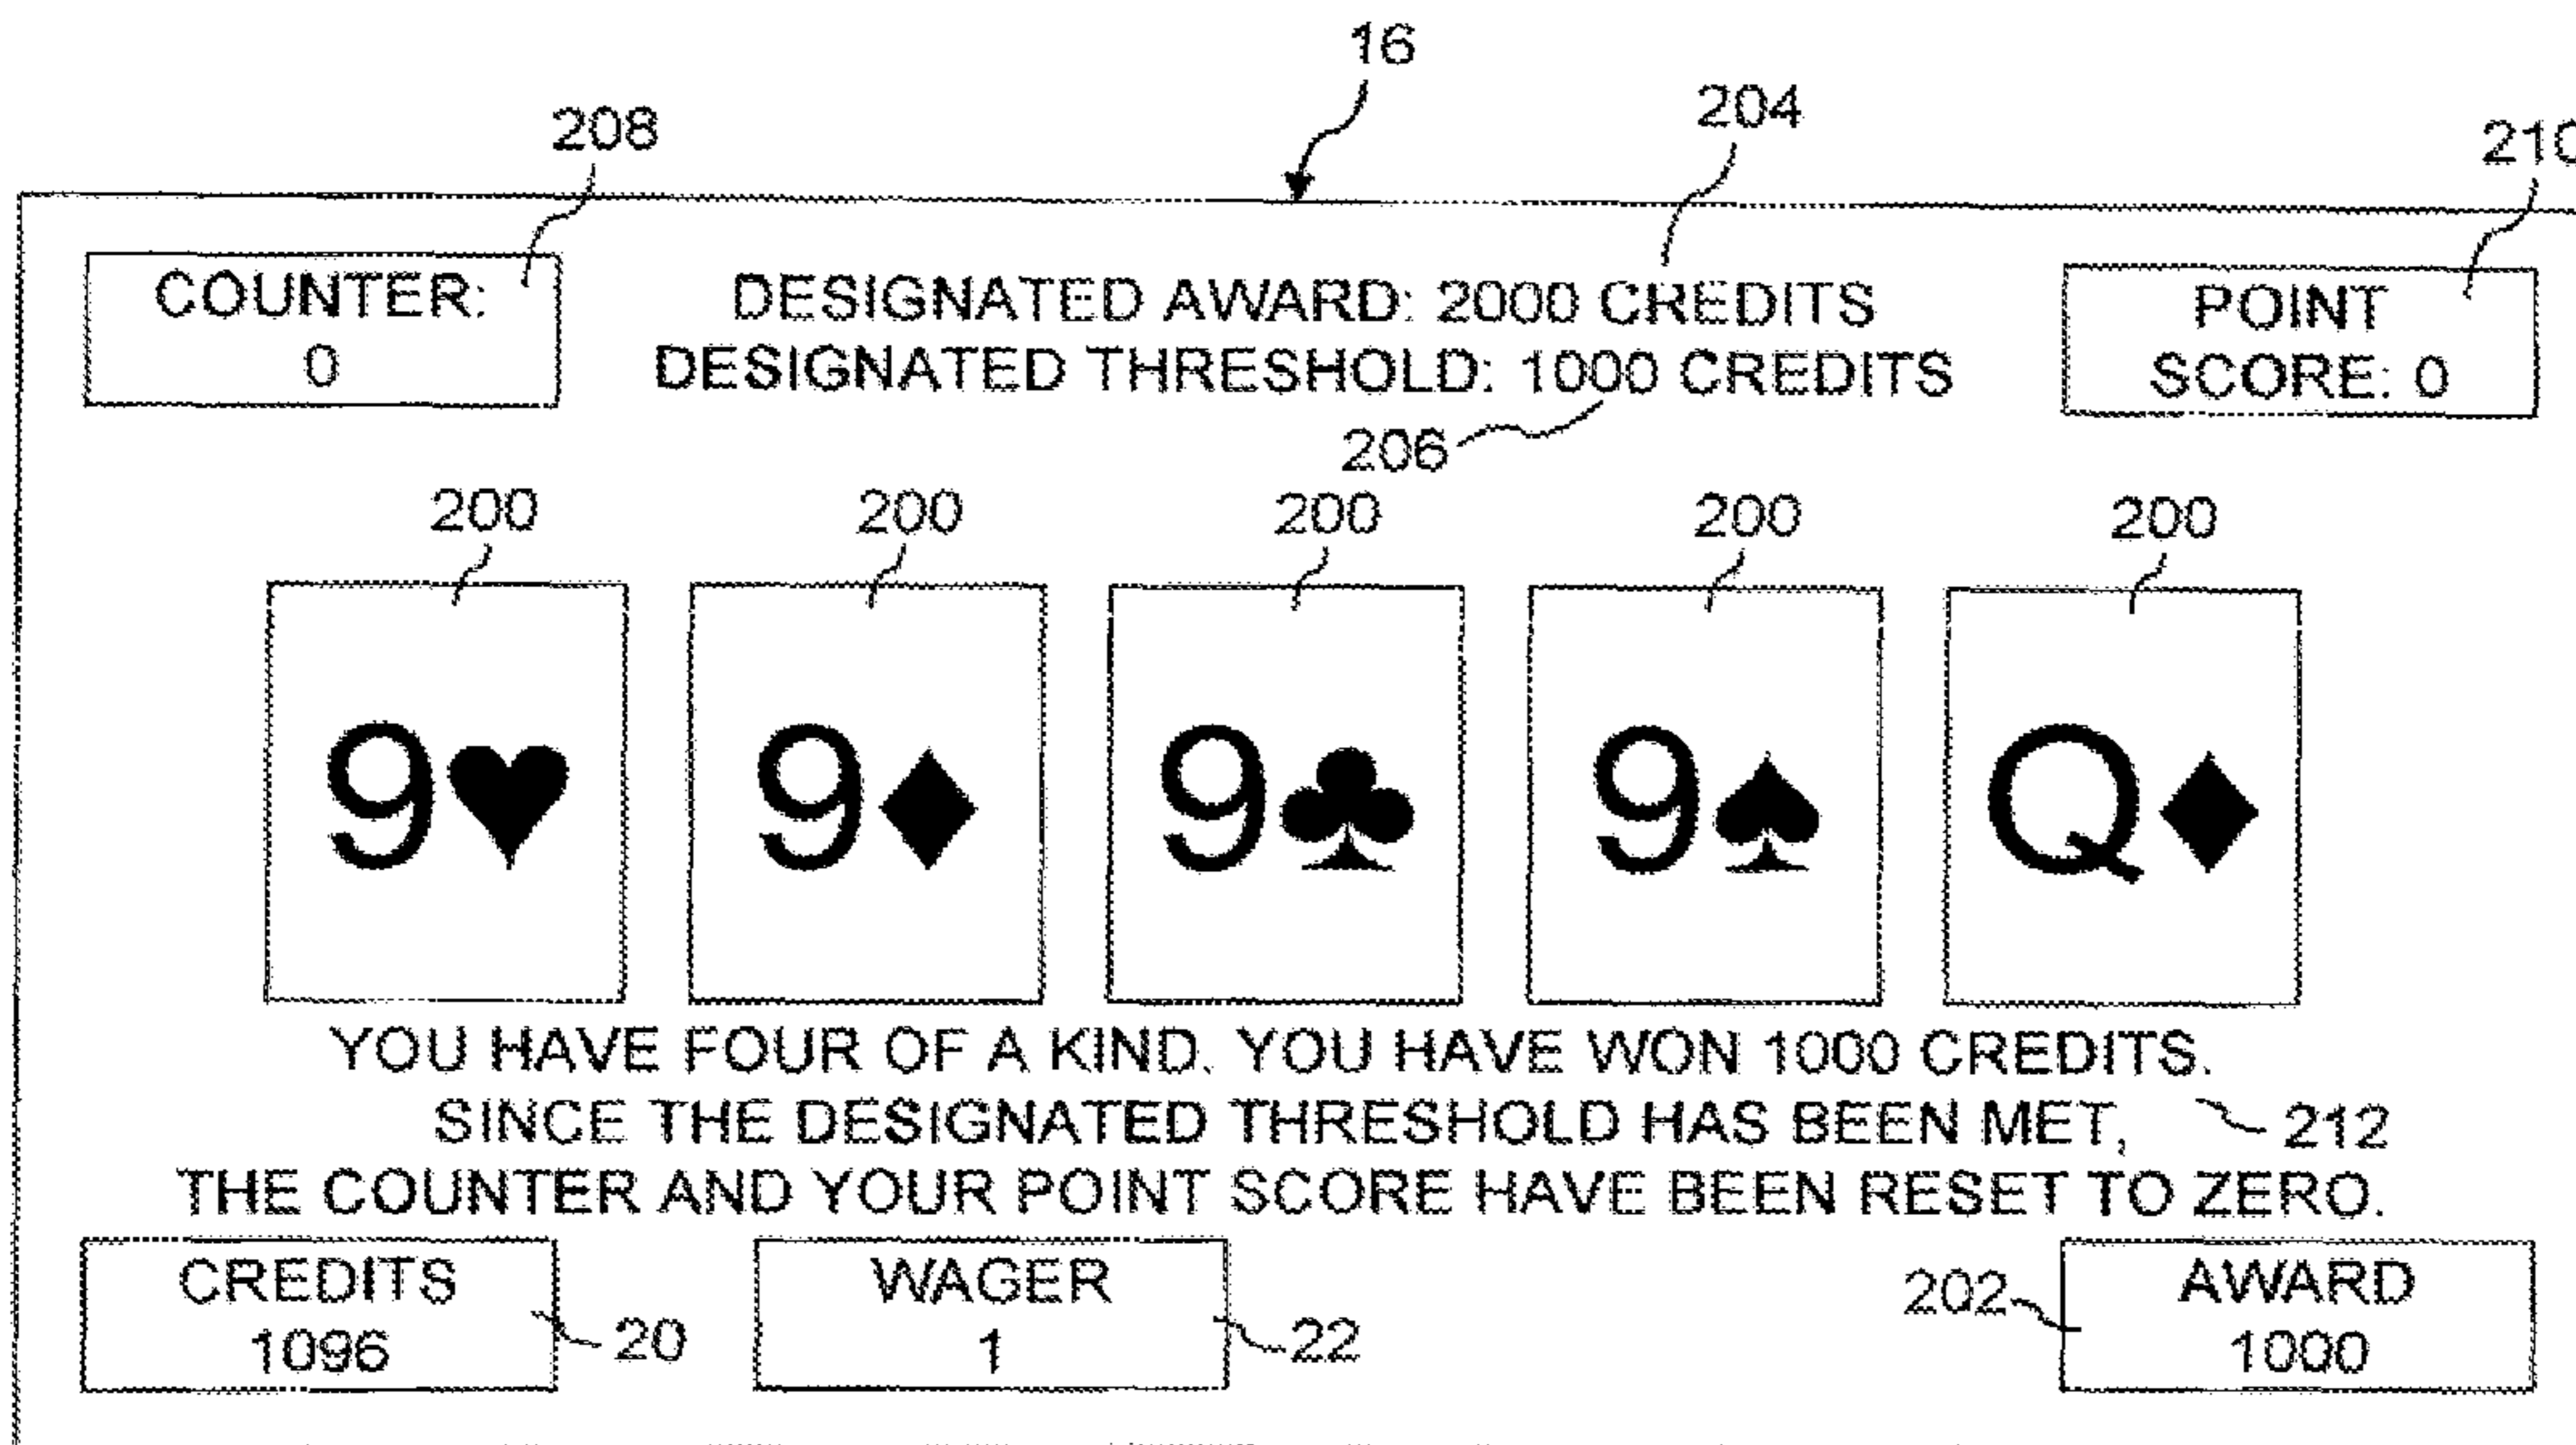 16
208
204
210
COUNTER:
0
DESIGNATED AWARD: 2000 CREDITS
DESIGNATED THRESHOLD: 1000 CREDITS
POINT
SCORE: 0
206
200 200 200 200 200
9♥ 9♦ 9♣ 9♠ Q♦
YOU HAVE FOUR OF A KIND. YOU HAVE WON 1000 CREDITS.
SINCE THE DESIGNATED THRESHOLD HAS BEEN MET,
212
THE COUNTER AND YOUR POINT SCORE HAVE BEEN RESET TO ZERO.
CREDITS
1096
20
WAGER
1
22
202
AWARD
1000